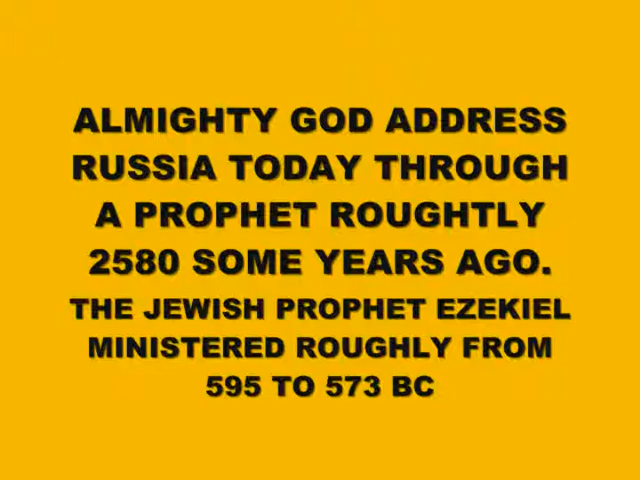 ALMIGHTY GOD ADDRESS
RUSSIA TODAY THROUGH
A PROPHET ROUGHTLY
2580 SOME YEARS AGO.
THE JEWISH PROPHET EZEKIEL
MINISTERED ROUGHLY FROM
595 TO 573 BC